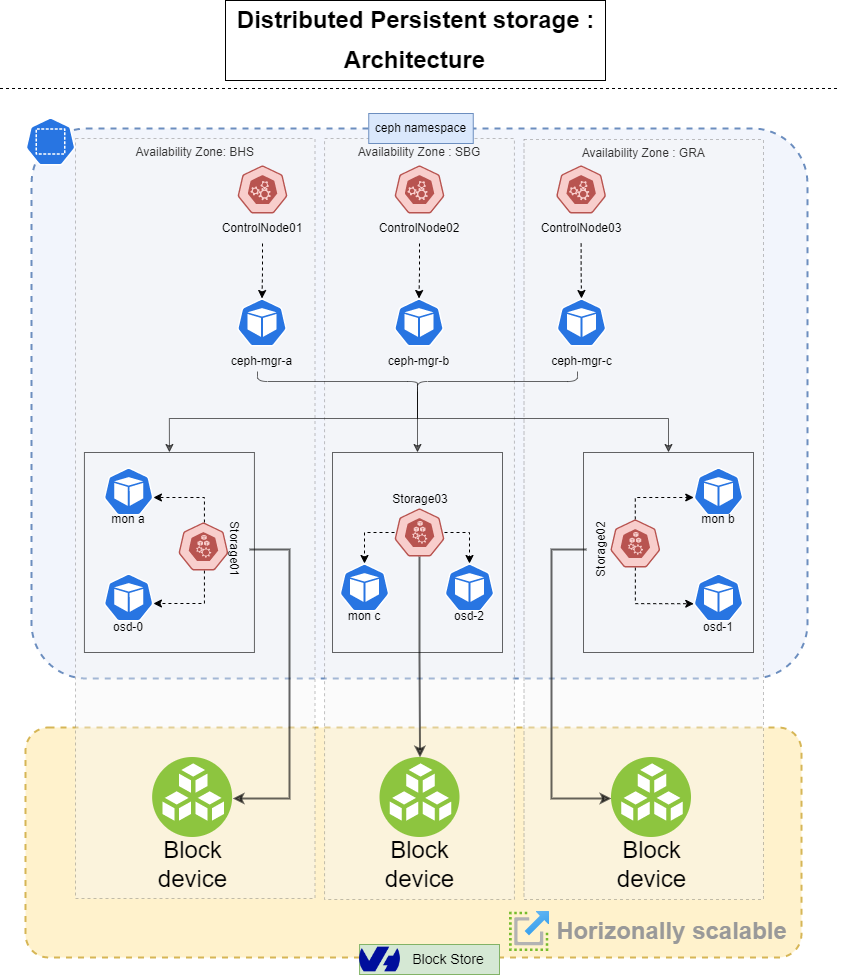 Distributed Persistent storage :
Architecture
ceph namespace
Availability Zone: BHS
Availability Zone : SBG
Availability Zone : GRA
ControlNode01
ControlNode02
ControlNode03
ceph-mgr-a
ceph-mgr-b
ceph-mgr-c
mon a
Storage01
osd-0
Storage03
mon c
osd-2
Storage02
mon b
osd-1
Block
device
Block
device
Block
device
Horizonally scalable
Block Store